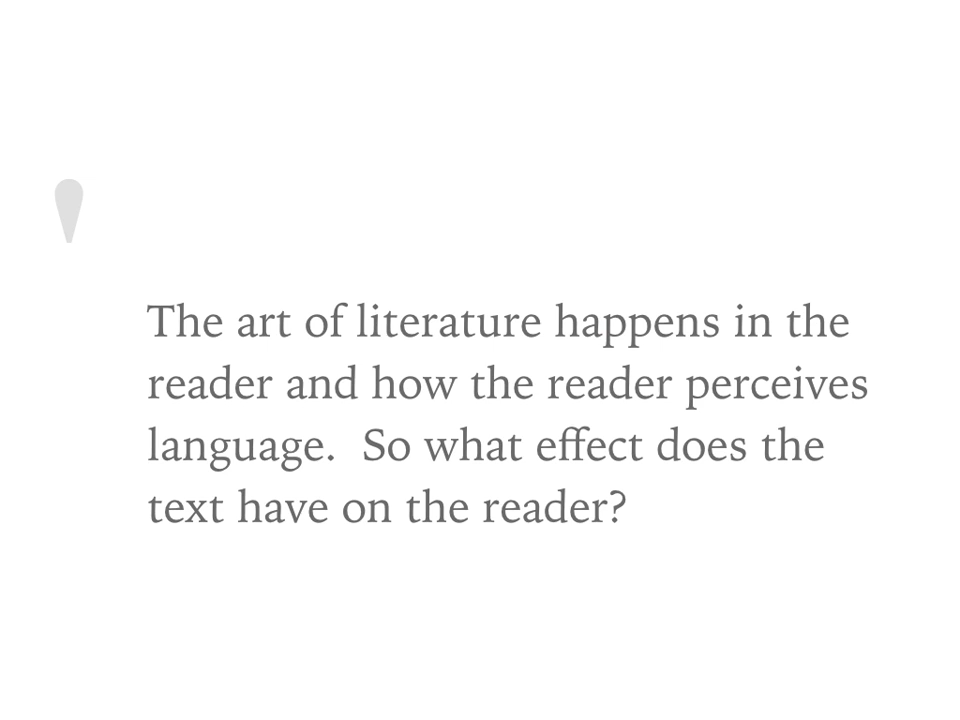 The art of literature happens in the
reader and how the reader perceives
language.  So what effect does the
text have on the reader?